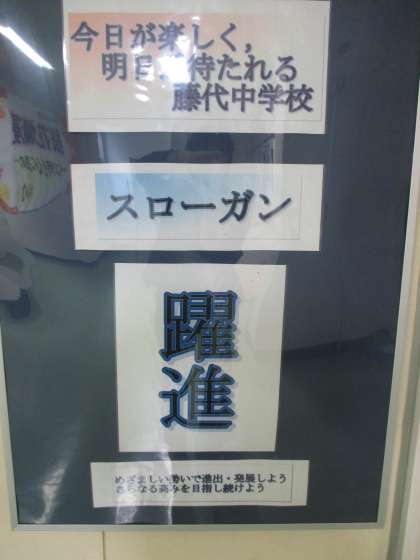 今日が楽しく,
明日が待たれる
藤代中学校
スローガン
躍進
めざましい勢いで進出・発展しよう
さらなる高みを目指し続けよう